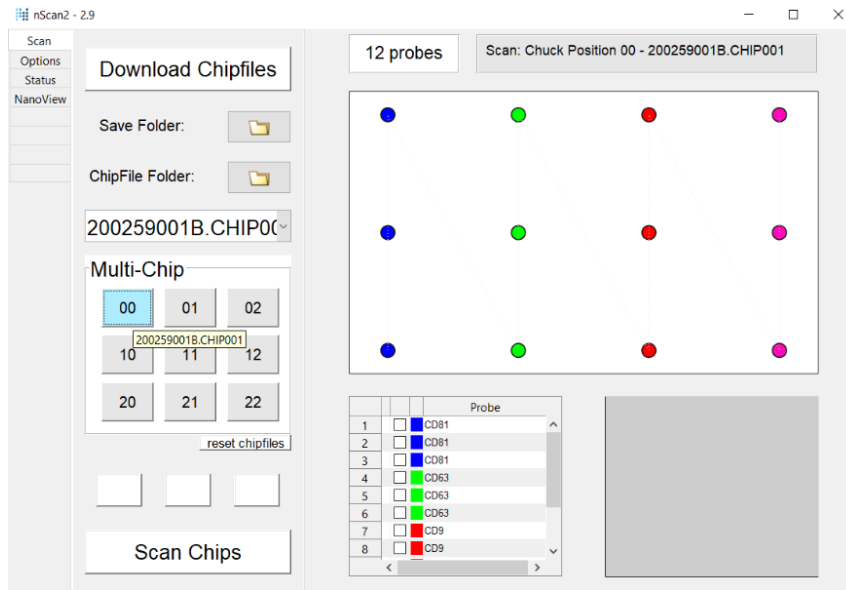 nScan2 - 2.9
Scan
Options
Status
NanoView
Download Chipfiles
Save Folder:
ChipFile Folder:
200259001B.CHIP00
Multi-Chip
00 01 02
200259001B.CHIP001
10 11 12
20 21 22
reset chipfiles
Scan Chips
12 probes
Scan: Chuck Position 00 - 200259001B.CHIP001
Probe
1 CD81
2 CD81
3 CD81
4 CD63
5 CD63
6 CD63
7 CD9
8 CD9